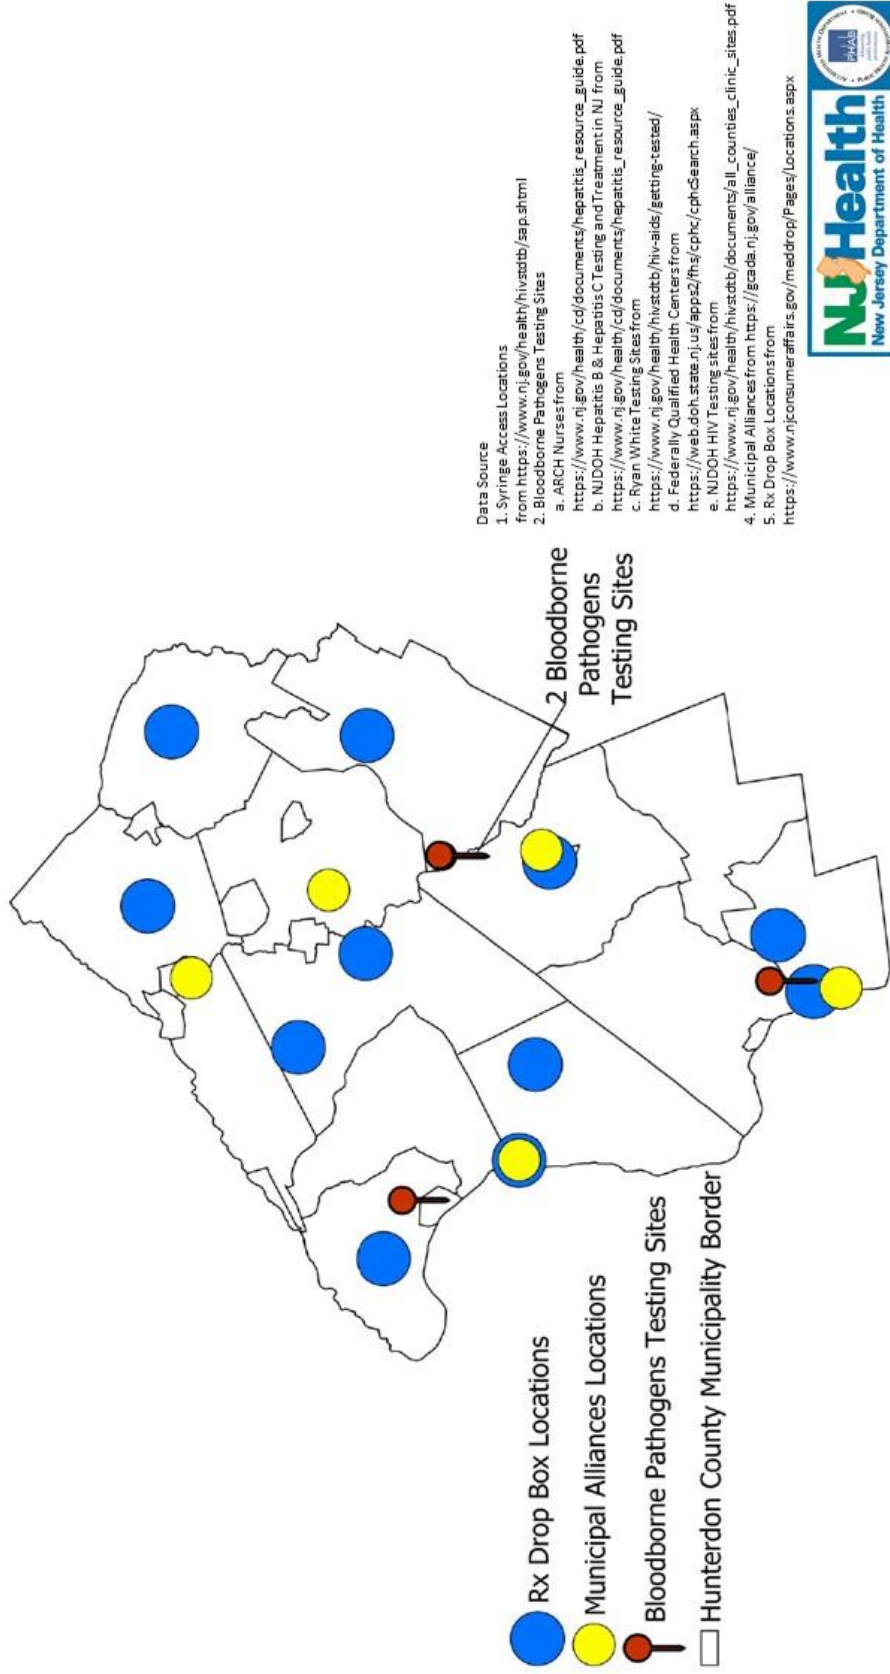 Rx Drop Box Locations
Municipal Alliances Locations
Bloodborne Pathogens Testing Sites
Hunterdon County Municipality Border
2 Bloodborne
Pathogens
Testing Sites
Data Source
1. Syringe Access Locations
from https://www.nj.gov/health/hivstdtb/sap.shtml
2. Bloodborne Pathogens Testing Sites
a. ARCH Nurses from
https://www.nj.gov/health/cd/documents/hepatitis_resource_guide.pdf
b. NJDOH Hepatitis B & Hepatitis C Testing and Treatment in NJ from
https://www.nj.gov/health/cd/documents/hepatitis_resource_guide.pdf
c. Ryan White Testing Sites from
https://www.nj.gov/health/hivstdtb/hiv-aids/getting-tested/
d. Federally Qualified Health Centers from
https://web.doh.state.nj.us/apps2/fhs/cphc/cphcSearch.aspx
e. NJDOH HIV Testing sites from
https://www.nj.gov/health/hivstdtb/documents/all_counties_clinic_sites.pdf
4. Municipal Alliances from https://gcada.nj.gov/alliance/
5. Rx Drop Box Locations from
https://www.njconsumeraffairs.gov/meddrop/Pages/Locations.aspx
NJ Health
New Jersey Department of Health
PHAB